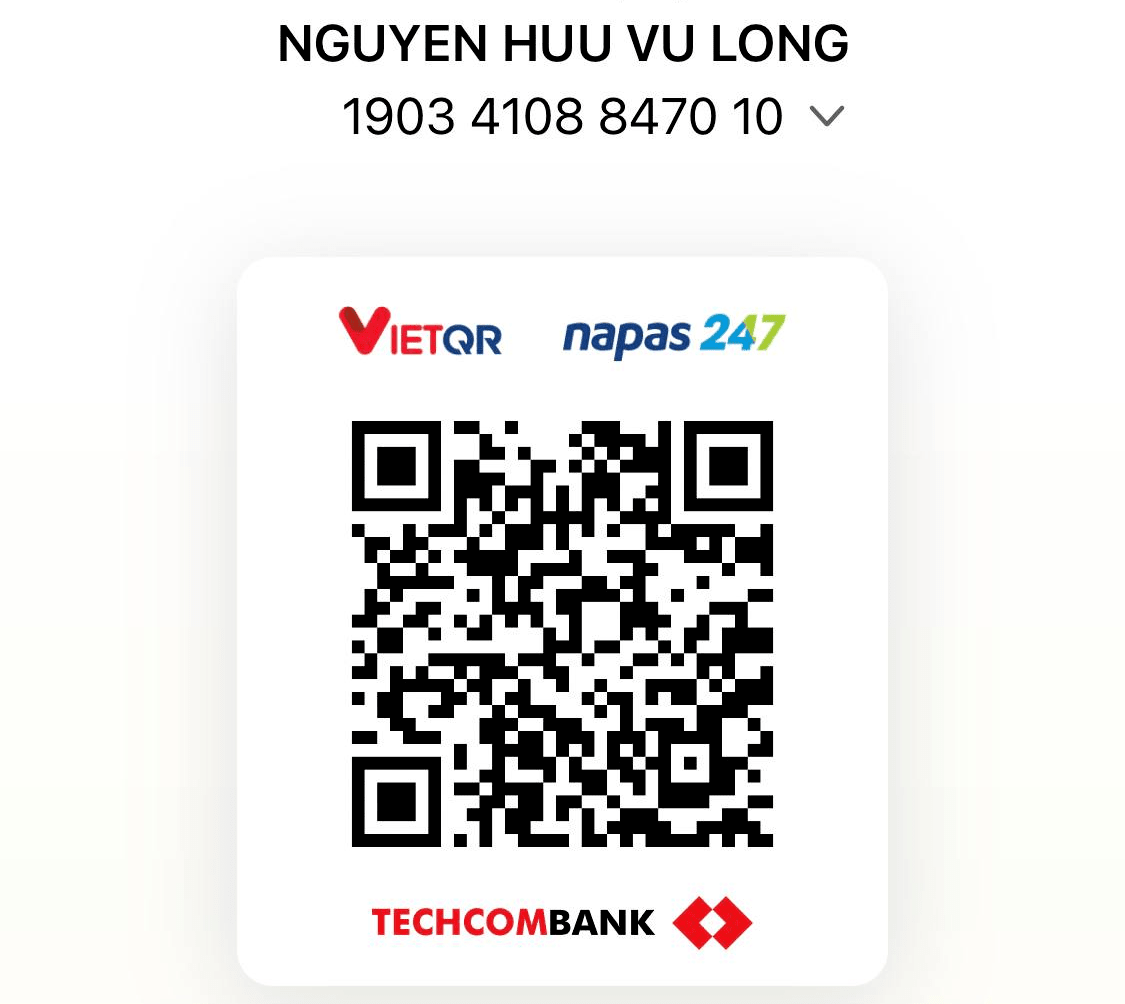 NGUYEN HUU VU LONG
1903 4108 8470 10
VIETQR napas 247
TECHCOMBANK